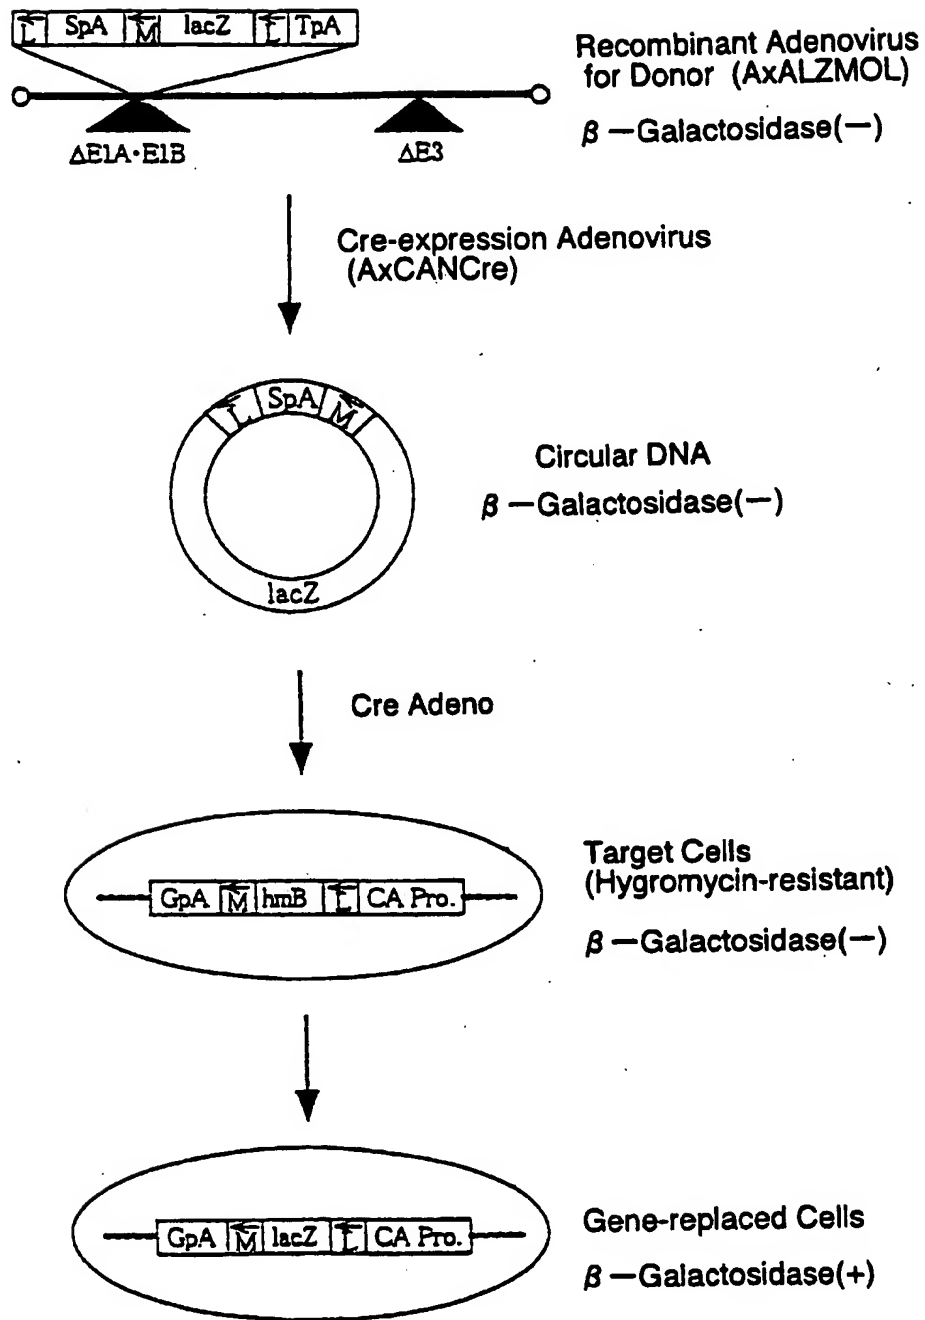 L SpA M lacZ L TpA
Recombinant Adenovirus
for Donor (AxALZMOL)
β −Galactosidase(−)
ΔE1A·E1B
ΔE3
Cre-expression Adenovirus
(AxCANCre)
L SpA M
lacZ
Circular DNA
β −Galactosidase(−)
Cre Adeno
Target Cells
(Hygromycin-resistant)
β −Galactosidase(−)
GpA M hmB L CA Pro.
Gene-replaced Cells
β −Galactosidase(+)
GpA M lacZ L CA Pro.